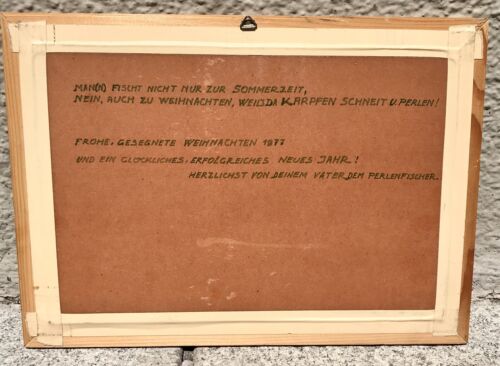 MAN(N) FISCHT NICHT NUR ZUR SOMMERZEIT,
NEIN, AUCH ZU WEIHNACHTEN, WEIL'S DA KARPFEN SCHNEIT U. PERLEN!
FROHE, GESEGNETE WEIHNACHTEN 1977
UND EIN GLÜCKLICHES, ERFOLGREICHES NEUES JAHR!
HERZLICHST VON DEINEM VATER, DEM PERLENFISCHER.